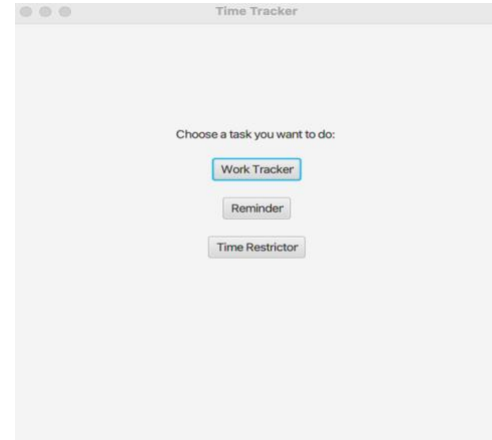 Time Tracker
Choose a task you want to do:
Work Tracker
Reminder
Time Restrictor